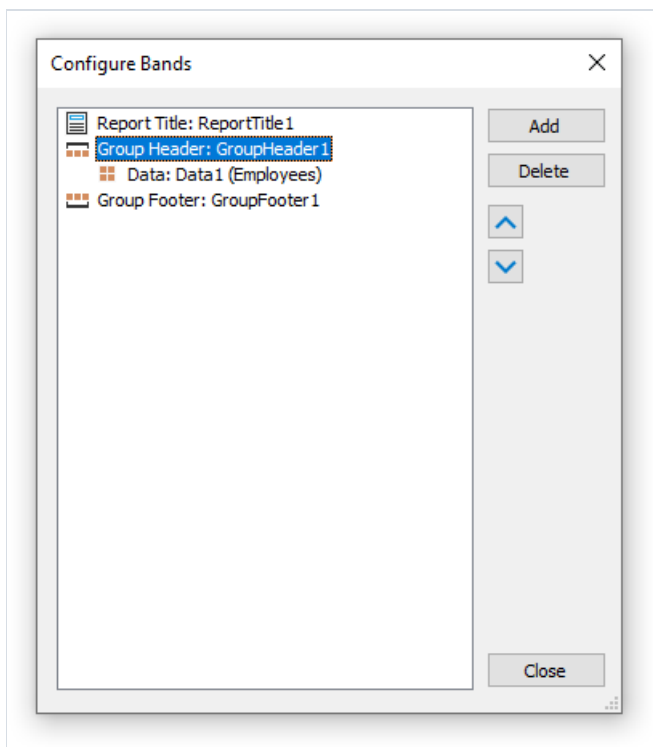 Configure Bands
Report Title: ReportTitle1
Group Header: GroupHeader1
Data: Data1 (Employees)
Group Footer: GroupFooter1
Add
Delete
Close